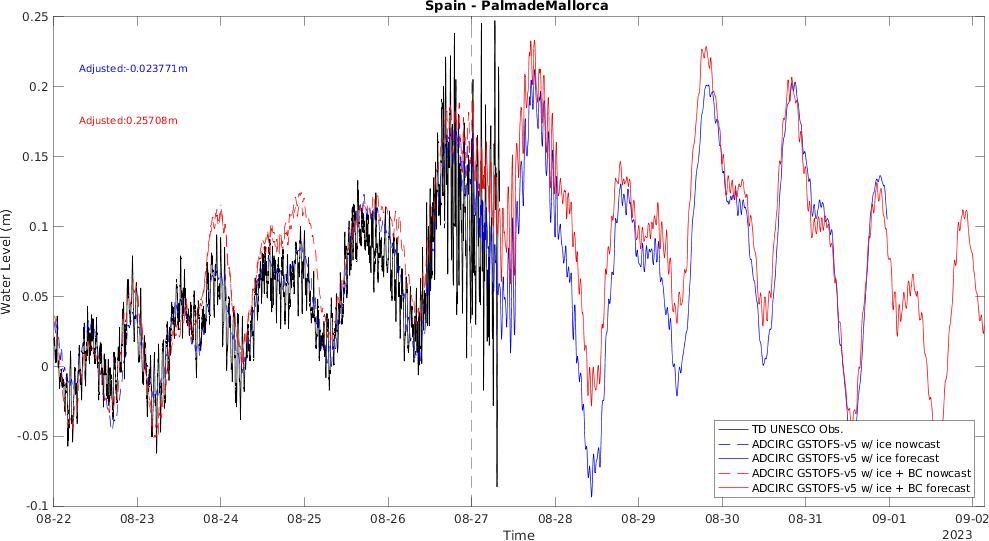 Spain - PalmadeMallorca
0.25
0.2
0.15
0.1
0.05
0
-0.05
-0.1
Water Level (m)
Adjusted:-0.023771m
Adjusted:0.25708m
TD UNESCO Obs.
ADCIRC GSTOFS-v5 w/ ice nowcast
ADCIRC GSTOFS-v5 w/ ice forecast
ADCIRC GSTOFS-v5 w/ ice + BC nowcast
ADCIRC GSTOFS-v5 w/ ice + BC forecast
08-22 08-23 08-24 08-25 08-26 08-27 08-28 08-29 08-30 08-31 09-01 09-02
Time
2023